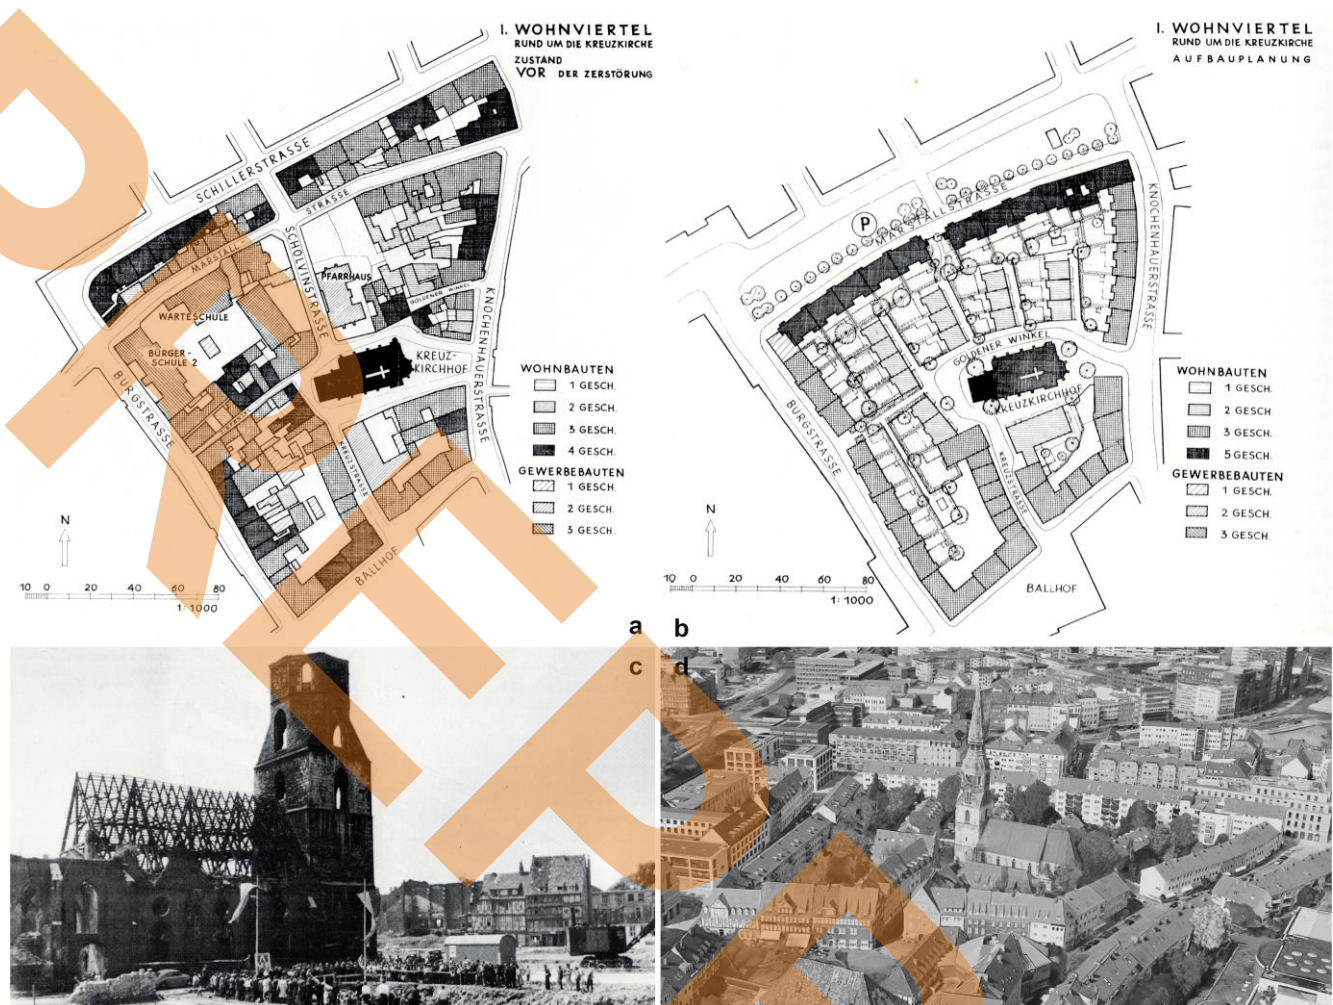 I. WOHNVIERTEL
RUND UM DIE KREUZKIRCHE
ZUSTAND
VOR DER ZERSTÖRUNG
SCHILLERSTRASSE
STRASSE
MARSTALL
SCHOLVINSTRASSE
PFARRHAUS
GOLDENER WINKEL
WARTESCHULE
BÜRGER-
SCHULE 2
KREUZ-
KIRCHHOF
KNOCHENHAUERSTRASSE
BURGSTRASSE
KREUZSTRASSE
BALLHOF
WOHNBAUTEN
1 GESCH.
2 GESCH.
3 GESCH.
4 GESCH.
GEWERBEBAUTEN
1 GESCH.
2 GESCH.
3 GESCH.
N
10 0 20 40 60 80
1:1000
a
I. WOHNVIERTEL
RUND UM DIE KREUZKIRCHE
AUFBAUPLANUNG
P
MARSTALLSTRASSE
KNOCHENHAUERSTRASSE
GOLDENER WINKEL
KREUZKIRCHHOF
BURGSTRASSE
KREUZSTRASSE
BALLHOF
WOHNBAUTEN
1 GESCH.
2 GESCH.
3 GESCH.
5 GESCH.
GEWERBEBAUTEN
1 GESCH.
2 GESCH.
3 GESCH.
N
10 0 20 40 60 80
1:1000
b
c
d